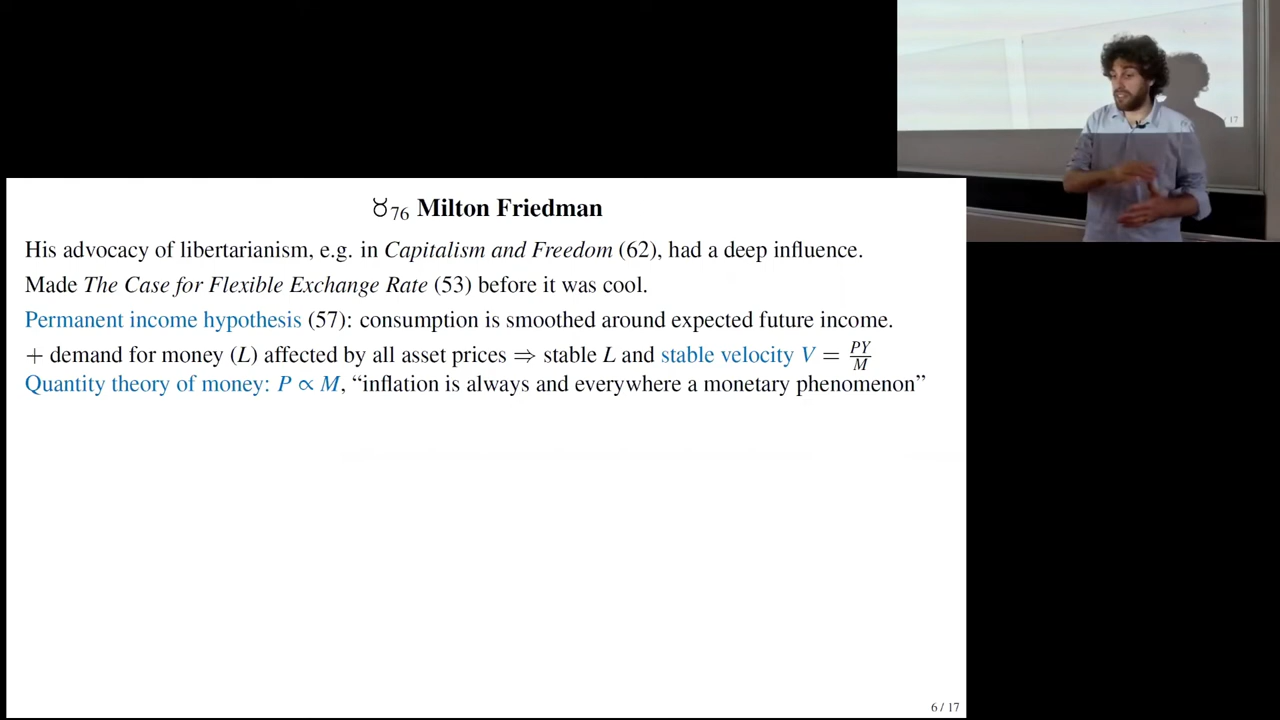 / 17
♉76 Milton Friedman
His advocacy of libertarianism, e.g. in Capitalism and Freedom (62), had a deep influence.
Made The Case for Flexible Exchange Rate (53) before it was cool.
Permanent income hypothesis (57): consumption is smoothed around expected future income.
+ demand for money (L) affected by all asset prices ⇒ stable L and stable velocity V = PY/M
Quantity theory of money: P ∝ M, “inflation is always and everywhere a monetary phenomenon”
6 / 17